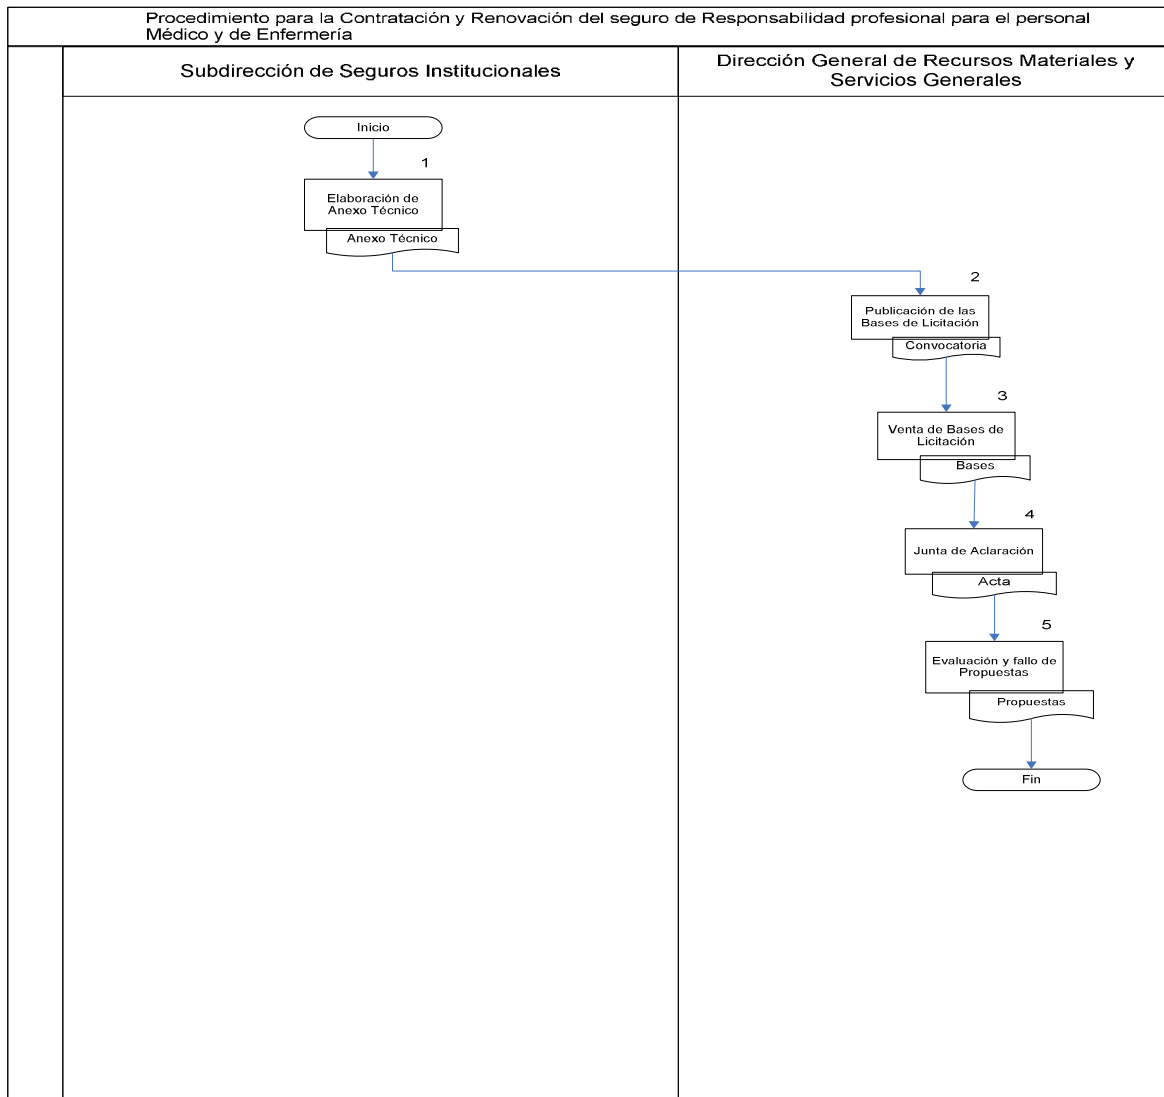 Procedimiento para la Contratación y Renovación del seguro de Responsabilidad profesional para el personal
Médico y de Enfermería
Subdirección de Seguros Institucionales
Dirección General de Recursos Materiales y
Servicios Generales
Inicio
1
Elaboración de
Anexo Técnico
Anexo Técnico
2
Publicación de las
Bases de Licitación
Convocatoria
3
Venta de Bases de
Licitación
Bases
4
Junta de Aclaración
Acta
5
Evaluación y fallo de
Propuestas
Propuestas
Fin